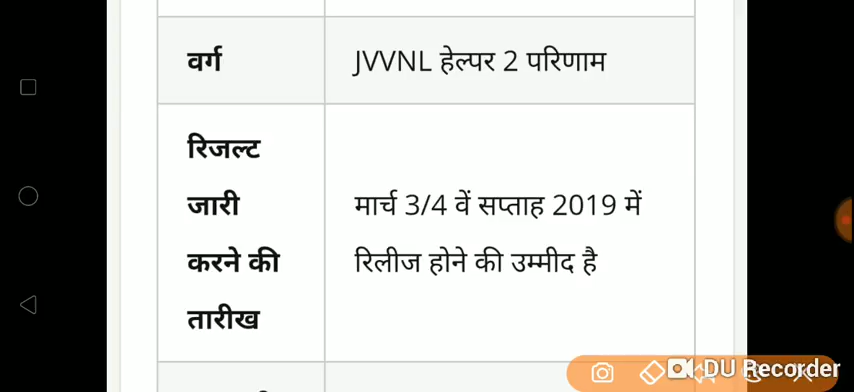 वर्ग
JVVNL हेल्पर 2 परिणाम
रिजल्ट
जारी
करने की
तारीख
मार्च 3/4 वें सप्ताह 2019 में
रिलीज होने की उम्मीद है
DU Recorder